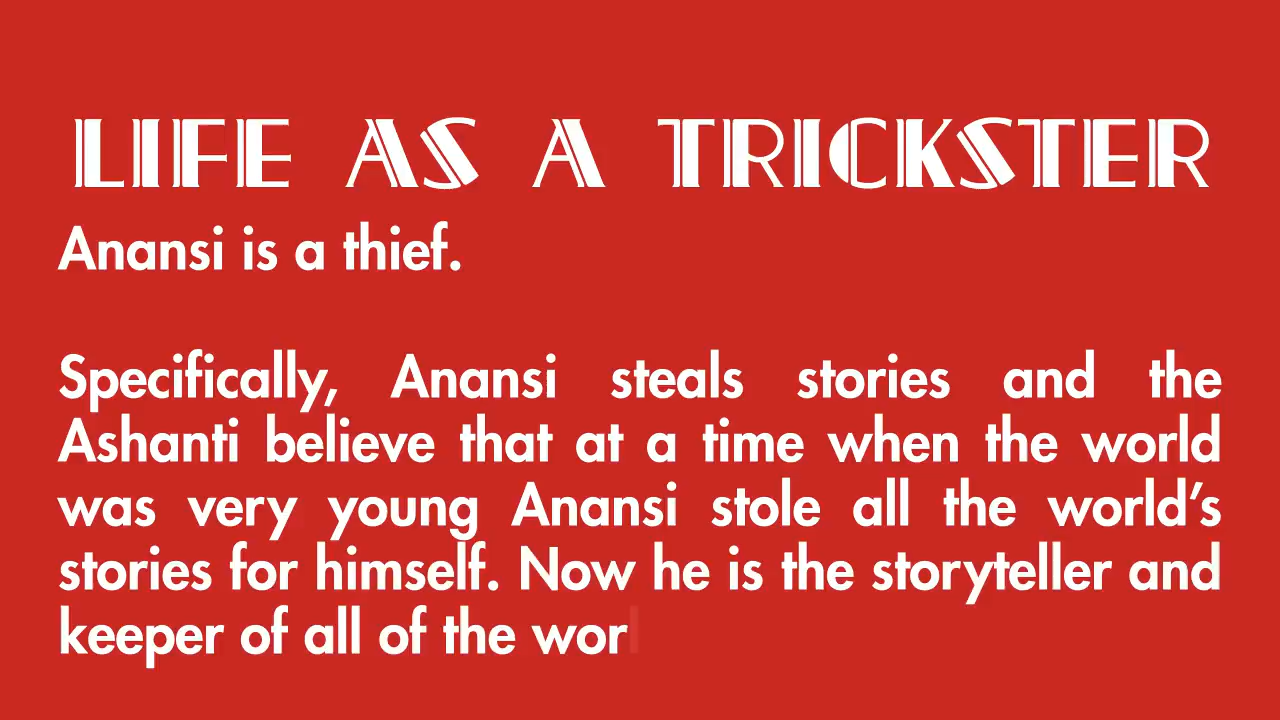 LIFE AS A TRICKSTER
Anansi is a thief.
Specifically, Anansi steals stories and the
Ashanti believe that at a time when the world
was very young Anansi stole all the world’s
stories for himself. Now he is the storyteller and
keeper of all of the worl